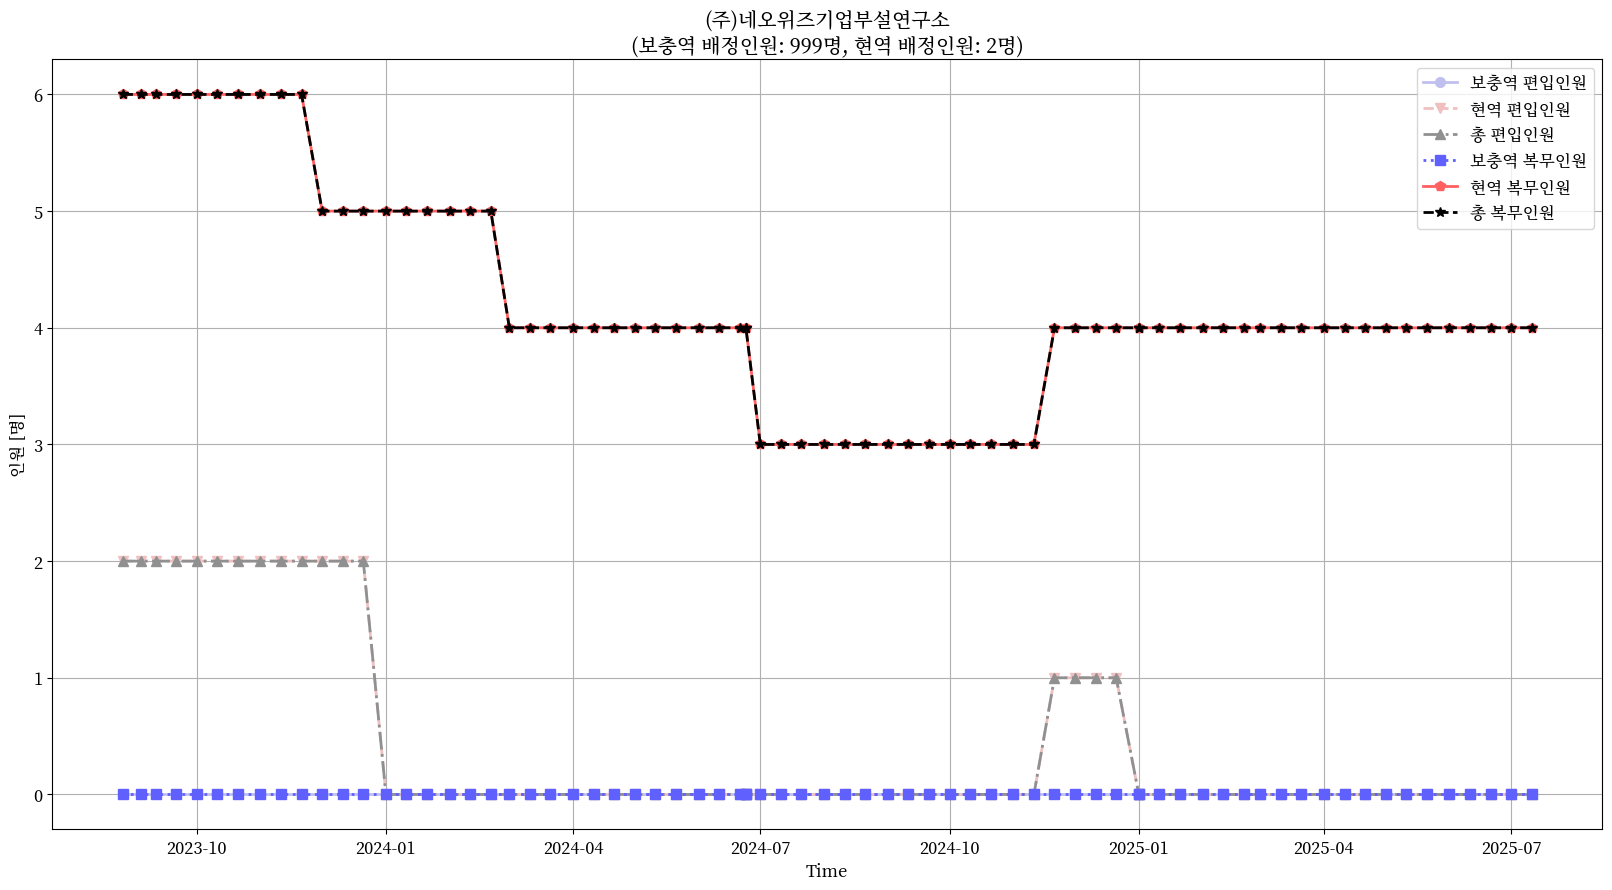 (주)네오위즈기업부설연구소
(보충역 배정인원: 999명, 현역 배정인원: 2명)
보충역 편입인원
현역 편입인원
총 편입인원
보충역 복무인원
현역 복무인원
총 복무인원
인원 [명]
6
5
4
3
2
1
0
2023-10
2024-01
2024-04
2024-07
2024-10
2025-01
2025-04
2025-07
Time